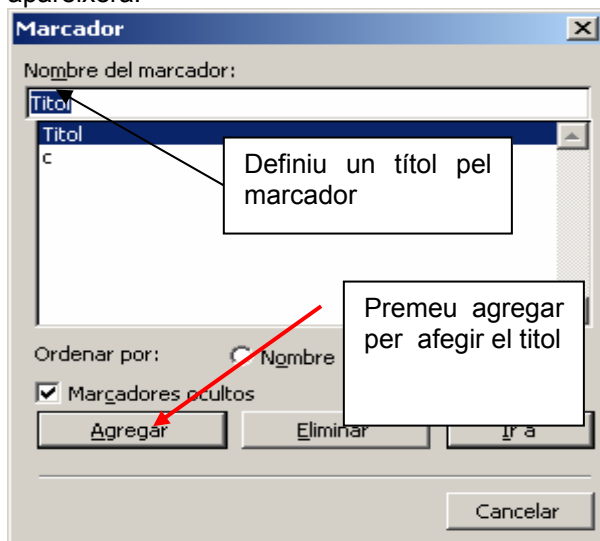 apareixerà:
Marcador
Nombre del marcador:
Titol
Titol
c
Definiu un títol pel
marcador
Premeu agregar
per afegir el titol
Ordenar por:
Nombre
Marcadores ocultos
Agregar
Eliminar
Ir a
Cancelar